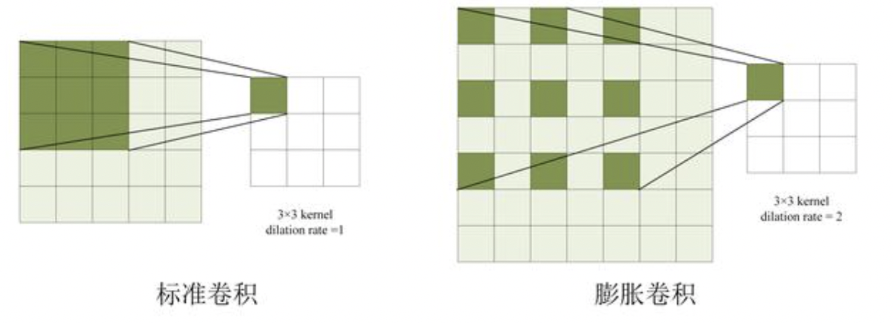 3×3 kernel
dilation rate =1
标准卷积
3×3 kernel
dilation rate = 2
膨胀卷积